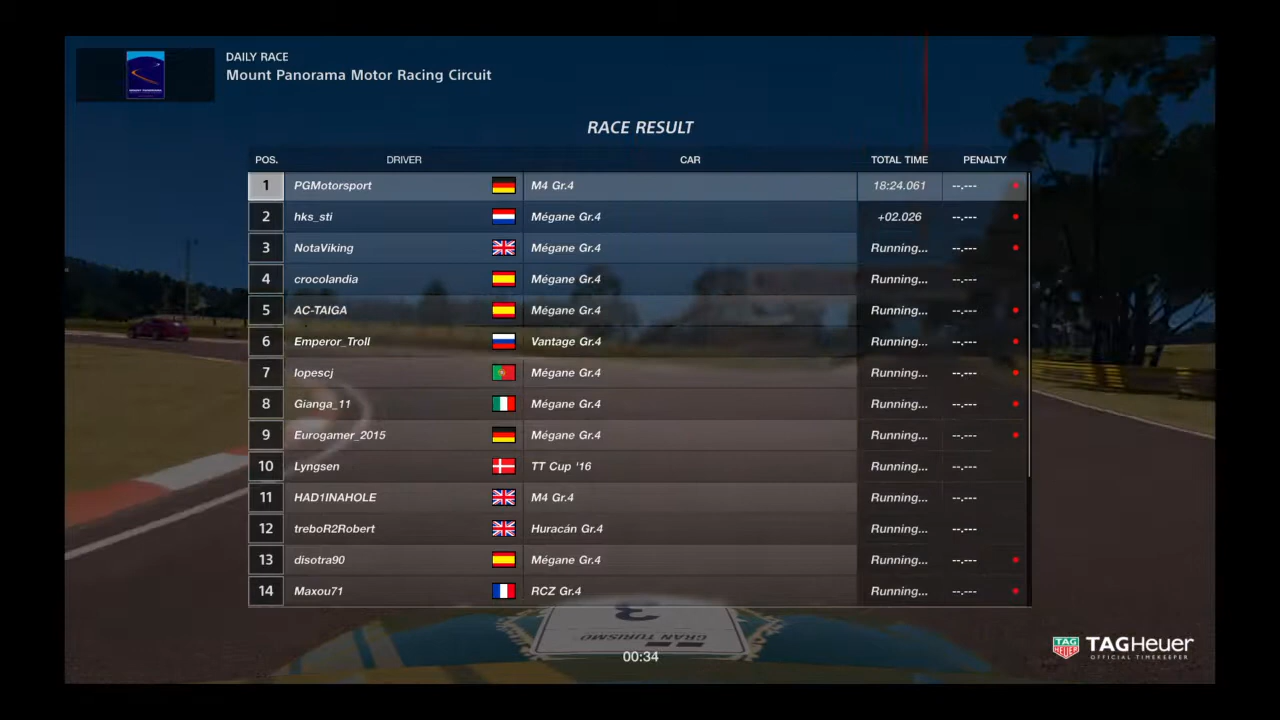 DAILY RACE
Mount Panorama Motor Racing Circuit
RACE RESULT
POS. DRIVER CAR TOTAL TIME PENALTY
1 PGMotorsport M4 Gr.4 18:24.061 --.---
2 hks_sti Mégane Gr.4 +02.026 --.---
3 NotaViking Mégane Gr.4 Running... --.---
4 crocolandia Mégane Gr.4 Running... --.---
5 AC-TAIGA Mégane Gr.4 Running... --.---
6 Emperor_Troll Vantage Gr.4 Running... --.---
7 lopescj Mégane Gr.4 Running... --.---
8 Gianga_11 Mégane Gr.4 Running... --.---
9 Eurogamer_2015 Mégane Gr.4 Running... --.---
10 Lyngsen TT Cup '16 Running... --.---
11 HAD1INAHOLE M4 Gr.4 Running... --.---
12 treboR2Robert Huracán Gr.4 Running... --.---
13 disotra90 Mégane Gr.4 Running... --.---
14 Maxou71 RCZ Gr.4 Running... --.---
3
GRAN TURISMO
00:34
TAG HEUER TAGHeuer
OFFICIAL TIMEKEEPER